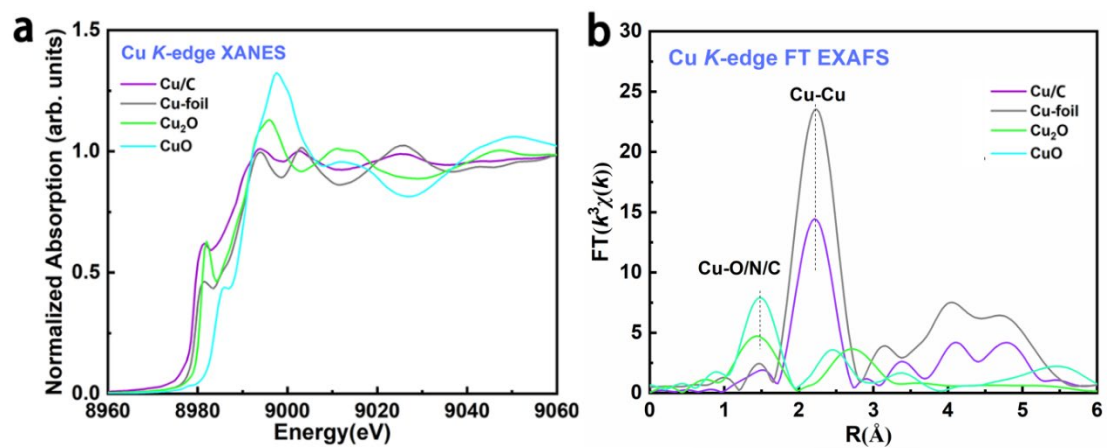 a
Cu K-edge XANES
Cu/C
Cu-foil
Cu₂O
CuO
Normalized Absorption (arb. units)
1.5
1.0
0.5
0.0
8960 8980 9000 9020 9040 9060
Energy(eV)
b
Cu K-edge FT EXAFS
Cu-Cu
Cu/C
Cu-foil
Cu₂O
CuO
Cu-O/N/C
FT(k³χ(k)
30
25
20
15
10
5
0
0 1 2 3 4 5 6
R(Å)